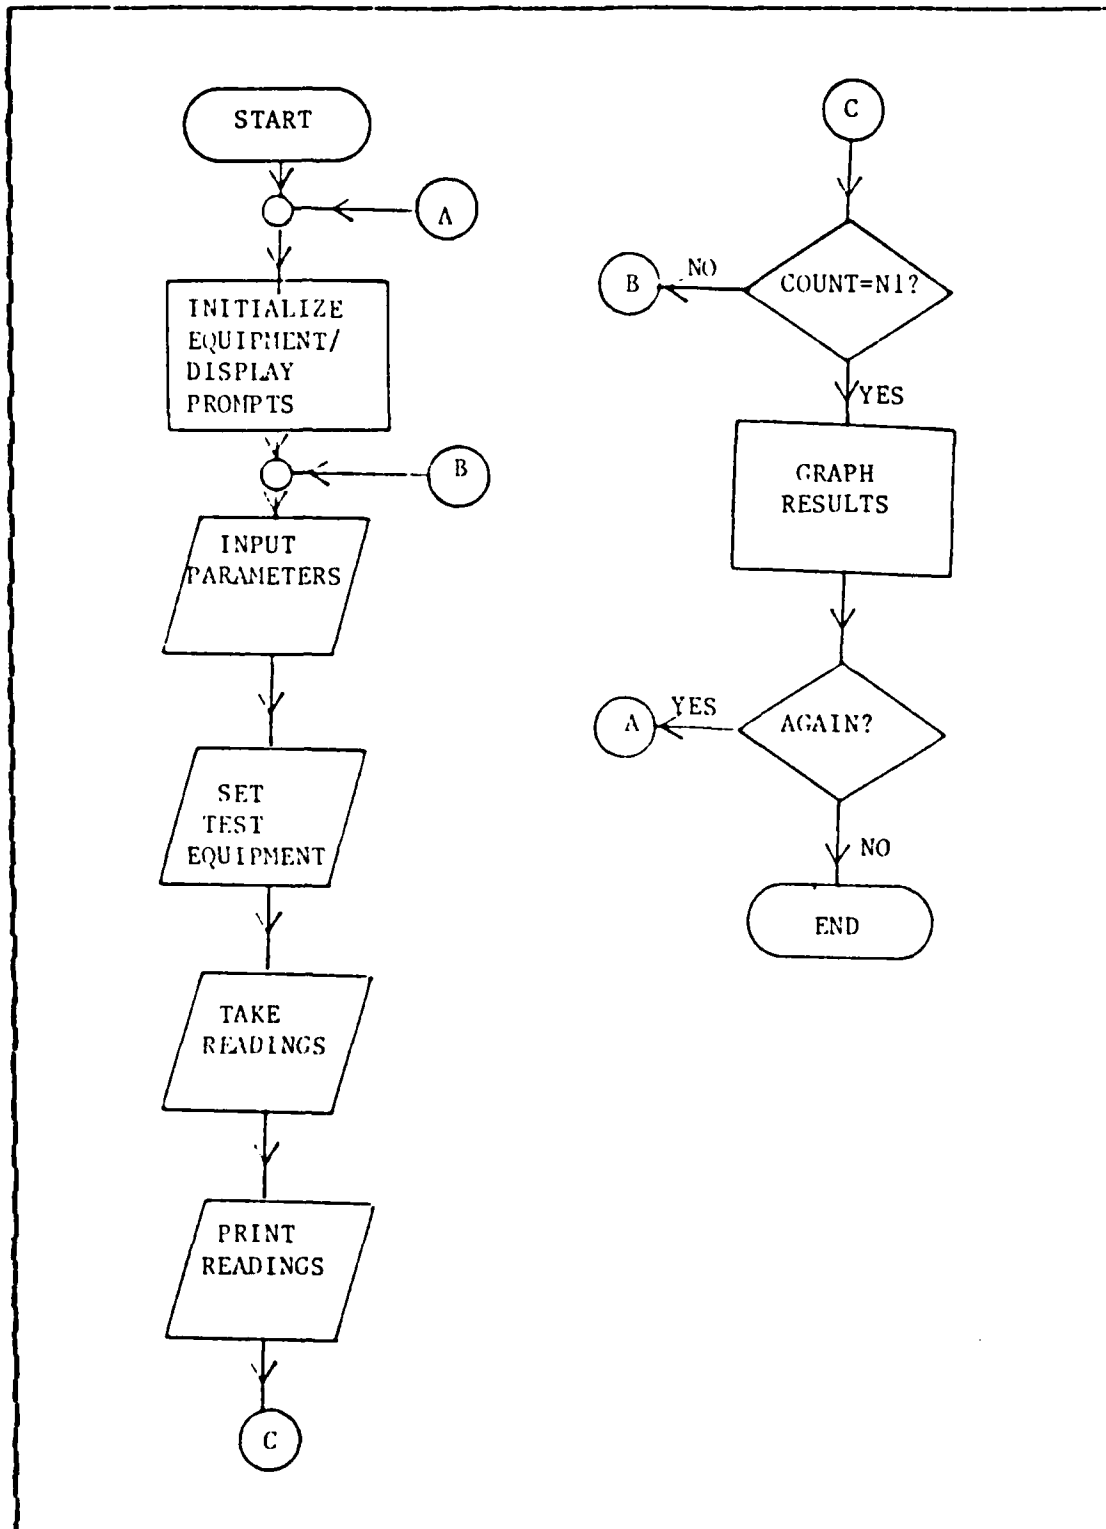 START
A
INITIALIZE
EQUIPMENT/
DISPLAY
PROMPTS
B
INPUT
PARAMETERS
SET
TEST
EQUIPMENT
TAKE
READINGS
PRINT
READINGS
C
C
COUNT=N1?
NO
B
YES
GRAPH
RESULTS
AGAIN?
YES
A
NO
END